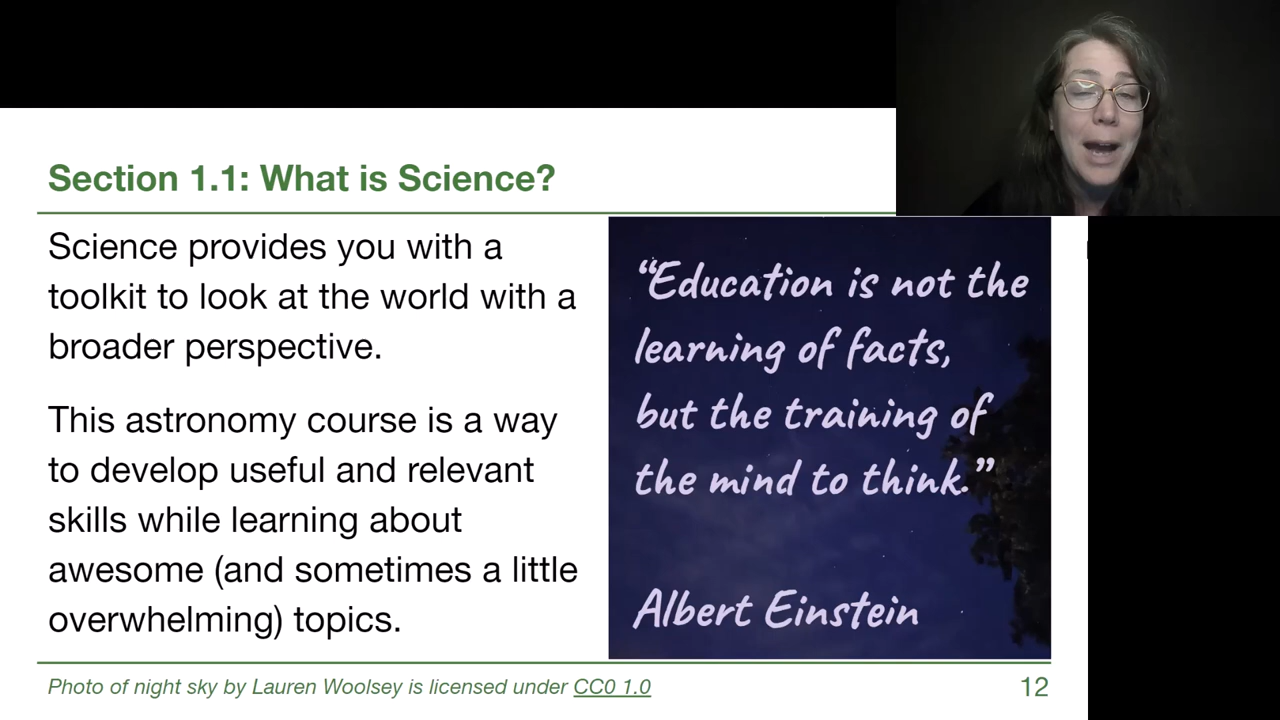 Section 1.1: What is Science?
Science provides you with a
toolkit to look at the world with a
broader perspective.
This astronomy course is a way
to develop useful and relevant
skills while learning about
awesome (and sometimes a little
overwhelming) topics.
“Education is not the
learning of facts,
but the training of
the mind to think.”
Albert Einstein
Photo of night sky by Lauren Woolsey is licensed under CC0 1.0
12